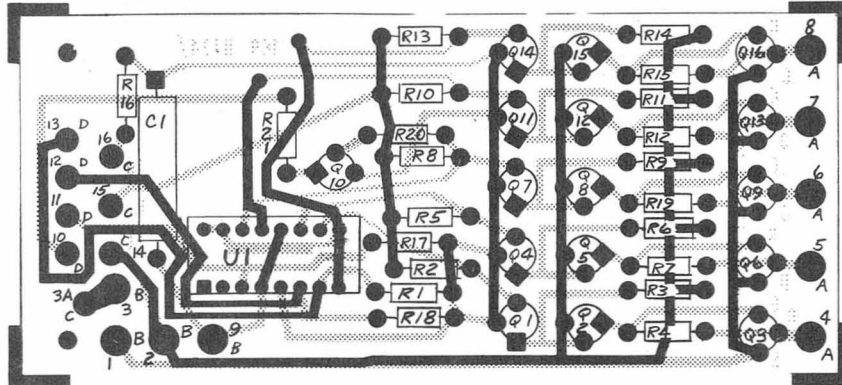 R13
Q14
Q15
R14
Q16
8
A
R15
R16
C1
R10
R11
Q11
Q12
Q13
7
A
13 D
16 C
R21
R20
R12
12 D
Q10
R8
R9
6
A
15 C
Q7
Q8
R19
Q9
11 D
R5
R6
10 D
C
14
U1
R17
Q4
Q5
5
A
R2
R7
Q6
3A
B
3
C
R1
R3
R18
Q1
R4
Q3
4
A
1
B
2
B
9
B